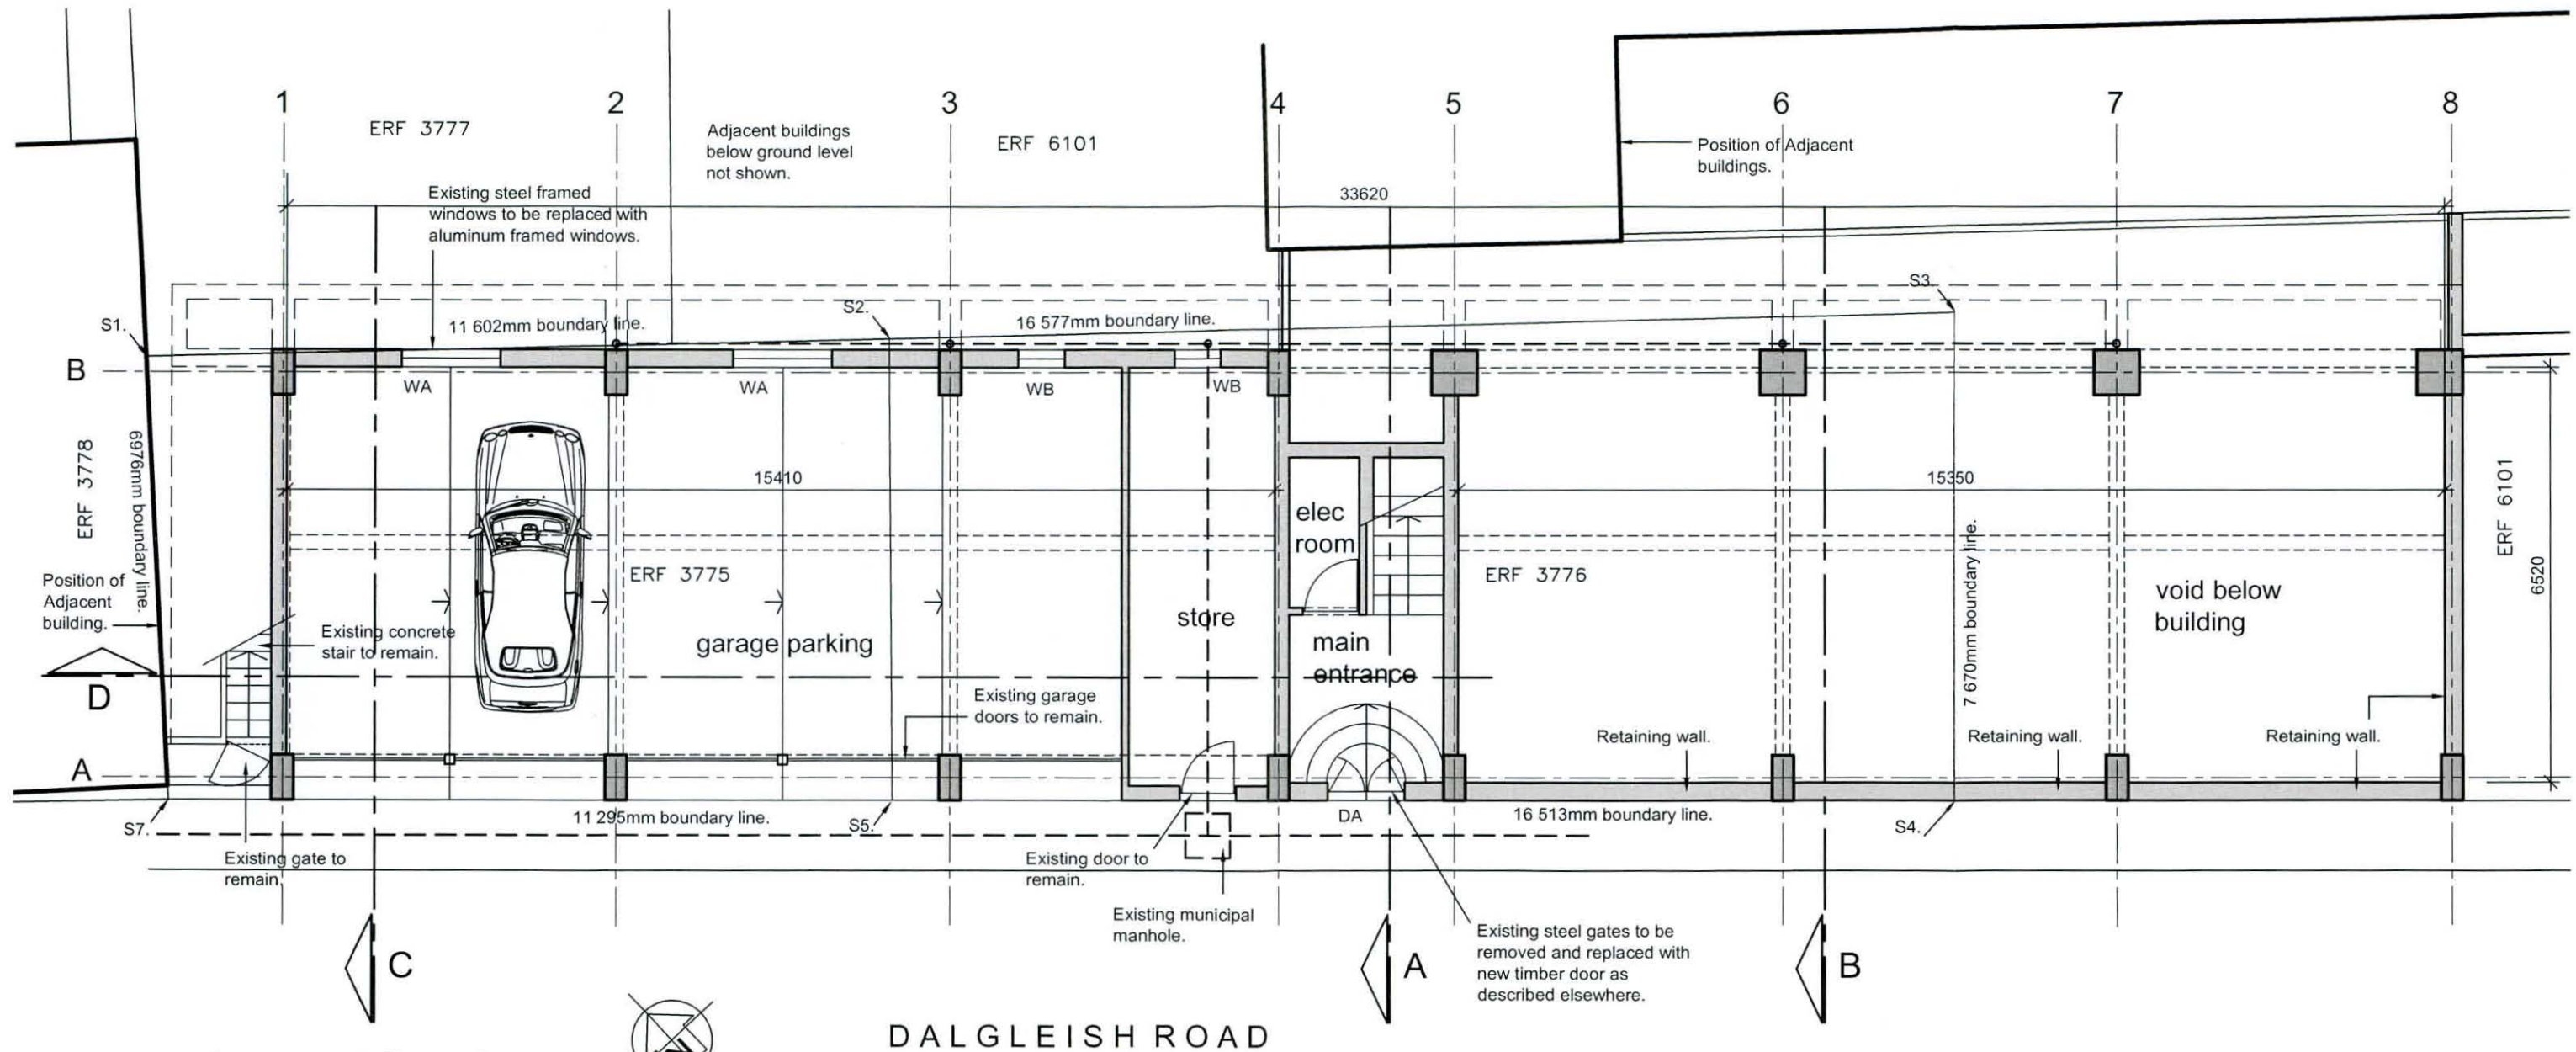 1
2
3
4
5
6
7
8
ERF 3777
Adjacent buildings
below ground level
not shown.
ERF 6101
Position of Adjacent
buildings.
Existing steel framed
windows to be replaced with
aluminum framed windows.
33620
S1.
11 602mm boundary line.
S2.
16 577mm boundary line.
S3.
B
WA
WA
WB
WB
ERF 3778
6976mm boundary line.
15410
15350
elec
room
ERF 6101
6520
Position of
Adjacent
building.
ERF 3775
ERF 3776
7 670mm boundary line.
void below
building
Existing concrete
stair to remain.
garage parking
store
main
entrance
D
Existing garage
doors to remain.
Retaining wall.
Retaining wall.
Retaining wall.
A
S7.
11 295mm boundary line.
S5.
DA
16 513mm boundary line.
S4.
Existing gate to
remain.
Existing door to
remain.
Existing municipal
manhole.
Existing steel gates to be
removed and replaced with
new timber door as
described elsewhere.
C
A
B
DALGLEISH ROAD